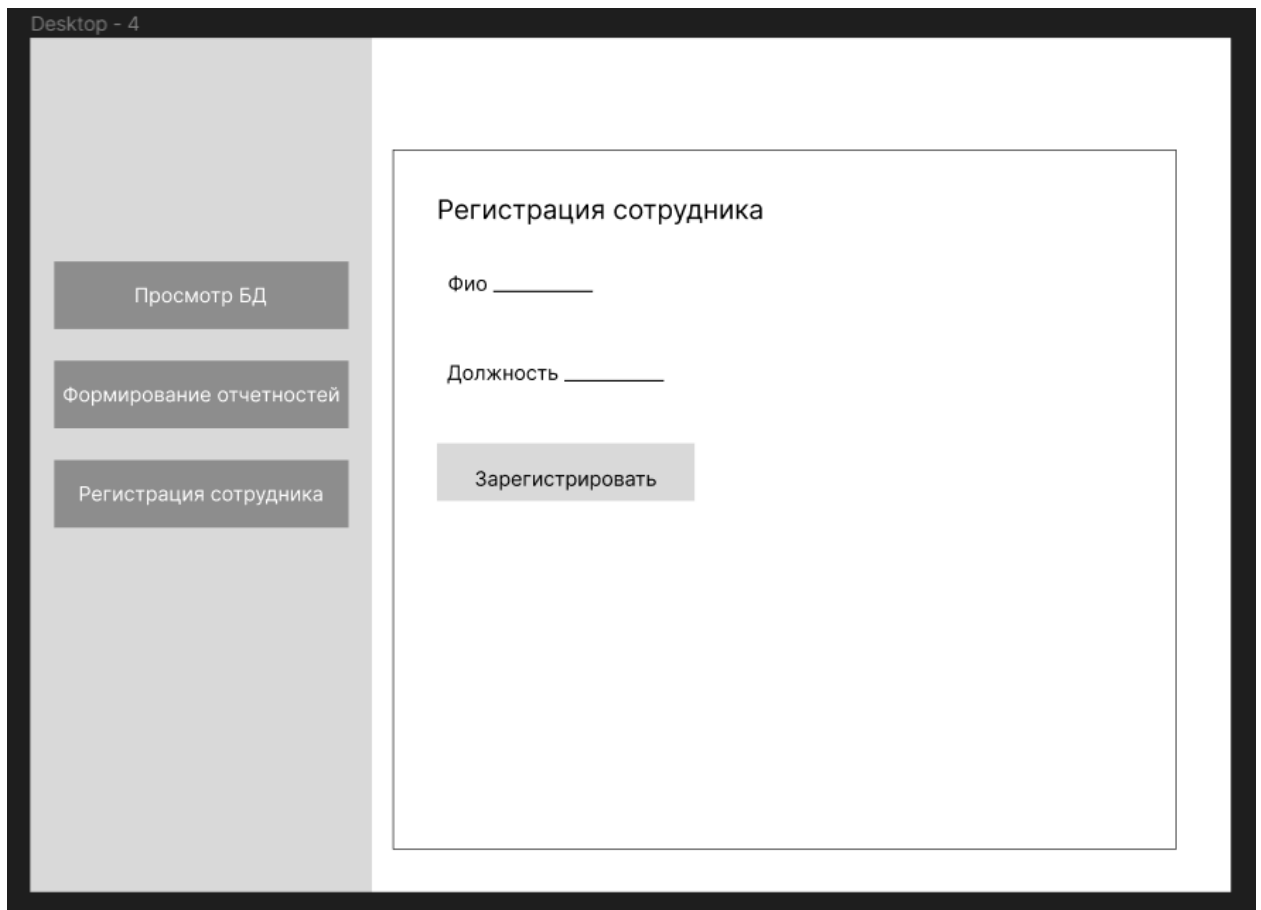 Desktop - 4
Просмотр БД
Формирование отчетностей
Регистрация сотрудника
Регистрация сотрудника
Фио _________
Должность _________
Зарегистрировать